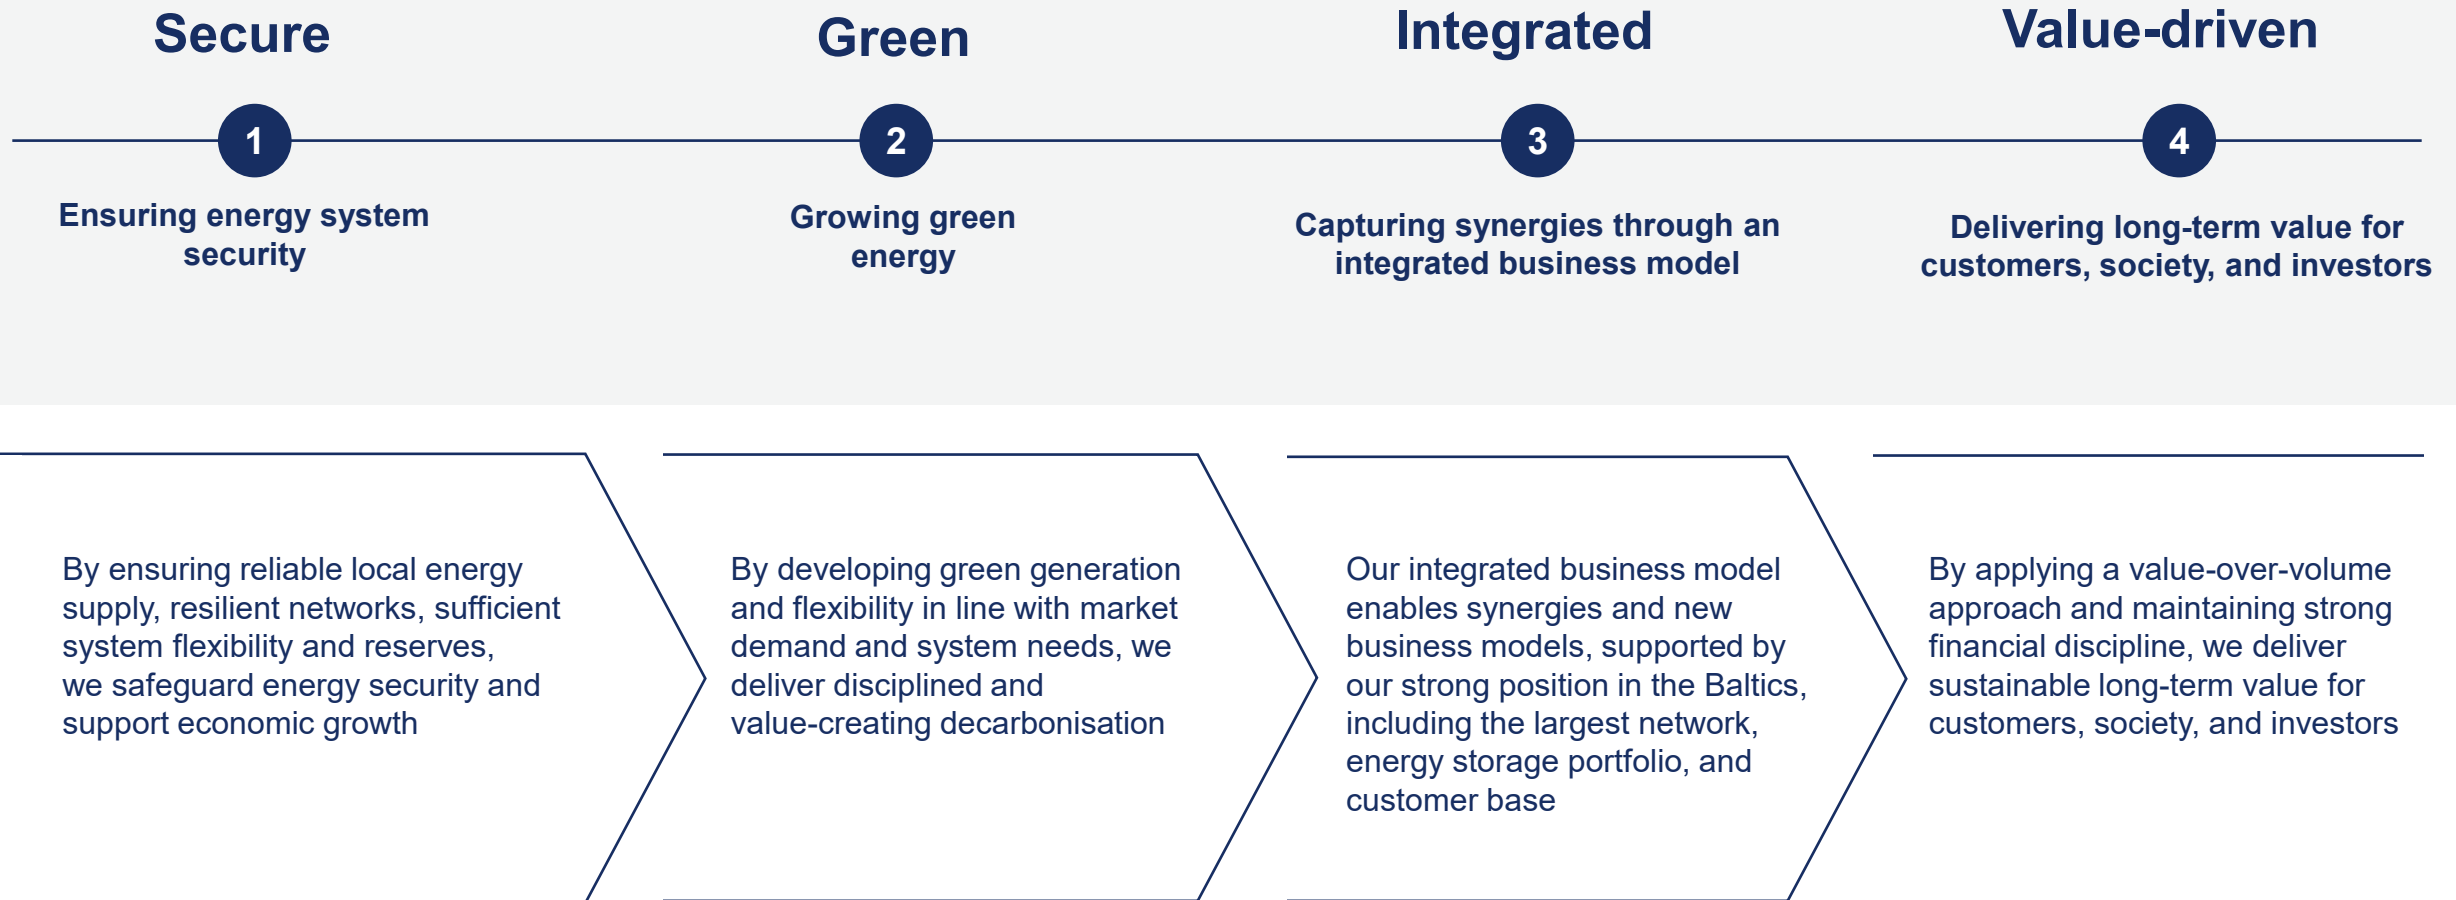 Secure
Green
Integrated
Value-driven
1
2
3
4
Ensuring energy system
security
Growing green
energy
Capturing synergies through an
integrated business model
Delivering long-term value for
customers, society, and investors
By ensuring reliable local energy
supply, resilient networks, sufficient
system flexibility and reserves,
we safeguard energy security and
support economic growth
By developing green generation
and flexibility in line with market
demand and system needs, we
deliver disciplined and
value-creating decarbonisation
Our integrated business model
enables synergies and new
business models, supported by
our strong position in the Baltics,
including the largest network,
energy storage portfolio, and
customer base
By applying a value-over-volume
approach and maintaining strong
financial discipline, we deliver
sustainable long-term value for
customers, society, and investors